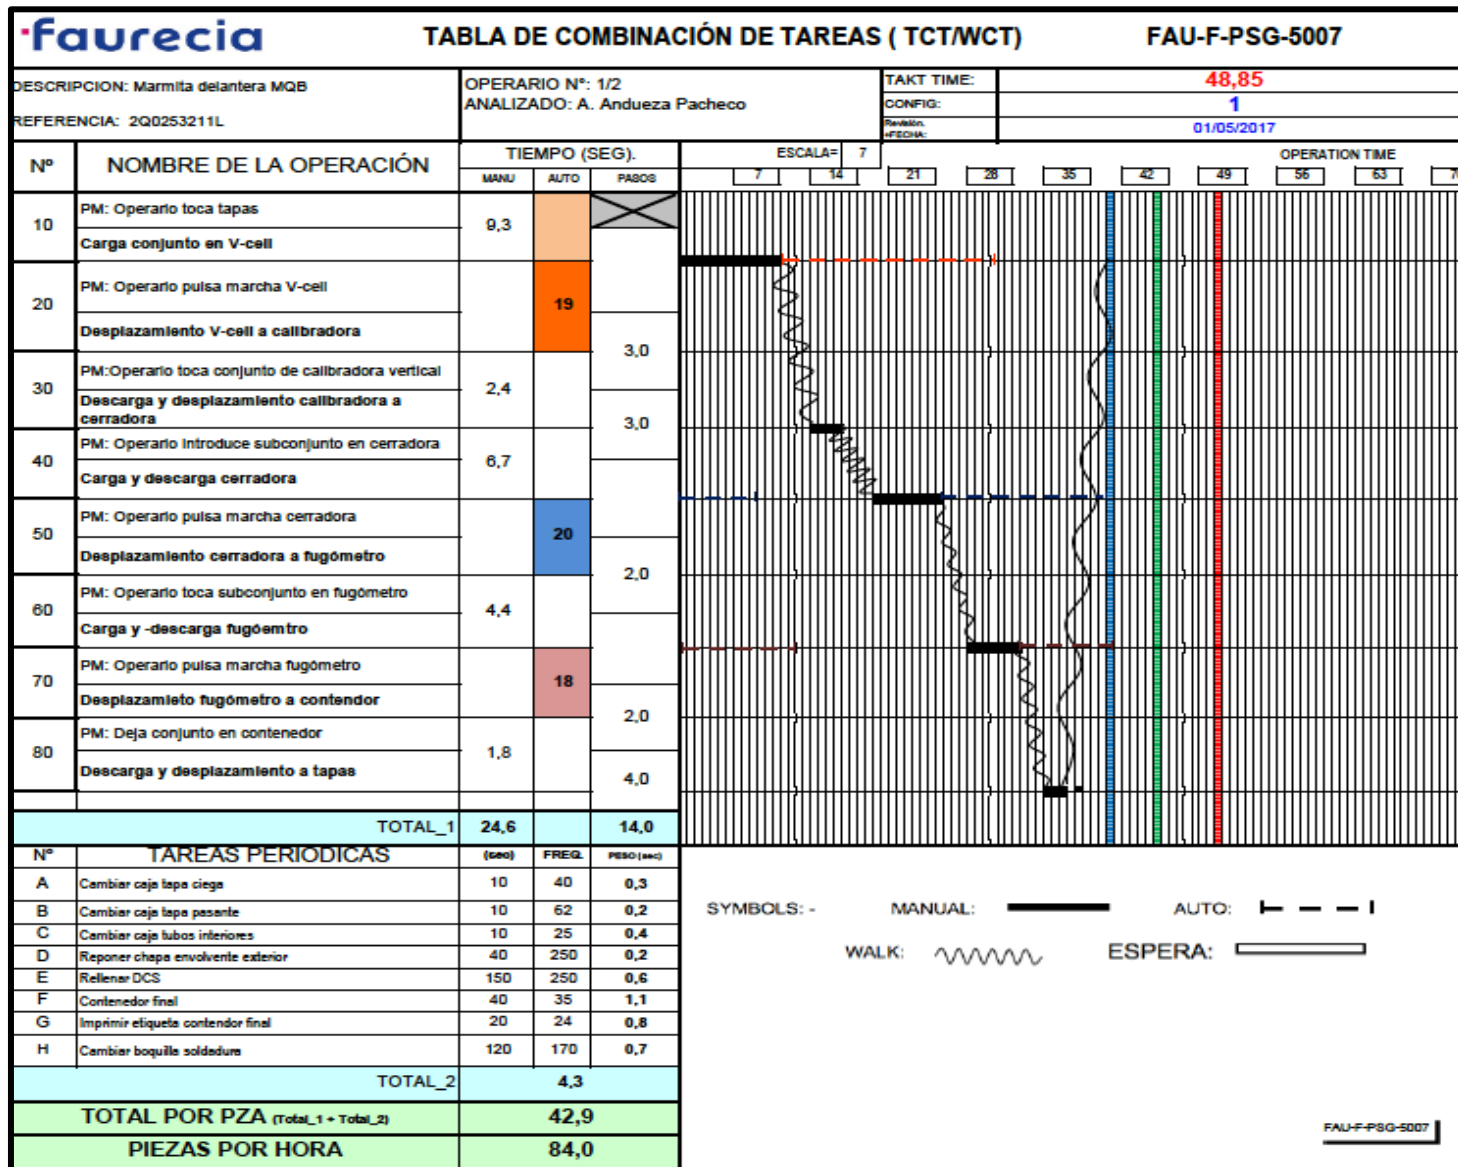 faurecia
TABLA DE COMBINACIÓN DE TAREAS ( TCT/WCT)
FAU-F-PSG-5007
DESCRIPCION: Marmita delantera MQB
REFERENCIA: 2Q0253211L
OPERARIO Nº: 1/2
ANALIZADO: A. Andueza Pacheco
TAKT TIME: 48,85
CONFIG: 1
Revisión. +FECHA: 01/05/2017
Nº NOMBRE DE LA OPERACIÓN TIEMPO (SEG).
MANU AUTO PASOS
ESCALA= 7
OPERATION TIME
7 14 21 28 35 42 49 56 63 70
10 PM: Operario toca tapas 9,3
Carga conjunto en V-cell
20 PM: Operario pulsa marcha V-cell 19
Desplazamiento V-cell a calibradora
3,0
30 PM:Operario toca conjunto de calibradora vertical 2,4
Descarga y desplazamiento calibradora a
cerradora
3,0
40 PM: Operario introduce subconjunto en cerradora 6,7
Carga y descarga cerradora
50 PM: Operario pulsa marcha cerradora 20
Desplazamiento cerradora a fugómetro
2,0
60 PM: Operario toca subconjunto en fugómetro 4,4
Carga y -descarga fugóemtro
70 PM: Operario pulsa marcha fugómetro 18
Desplazamieto fugómetro a contendor
2,0
80 PM: Deja conjunto en contenedor 1,8
Descarga y desplazamiento a tapas
4,0
TOTAL_1 24,6 14,0
Nº TAREAS PERIODICAS (seo) FREQ. PESO (sec)
A Cambiar caja tapa ciega 10 40 0,3
B Cambiar caja tapa pasante 10 62 0,2
C Cambiar caja tubos interiores 10 25 0,4
D Reponer chapa envolvente exterior 40 250 0,2
E Rellenar DCS 150 250 0,6
F Contenedor final 40 35 1,1
G Imprimir etiqueta contendor final 20 24 0,8
H Cambiar boquilla soldadura 120 170 0,7
TOTAL_2 4,3
TOTAL POR PZA (Total_1 + Total_2) 42,9
PIEZAS POR HORA 84,0
SYMBOLS: - MANUAL: AUTO:
WALK: ESPERA:
FAU-F-PSG-5007